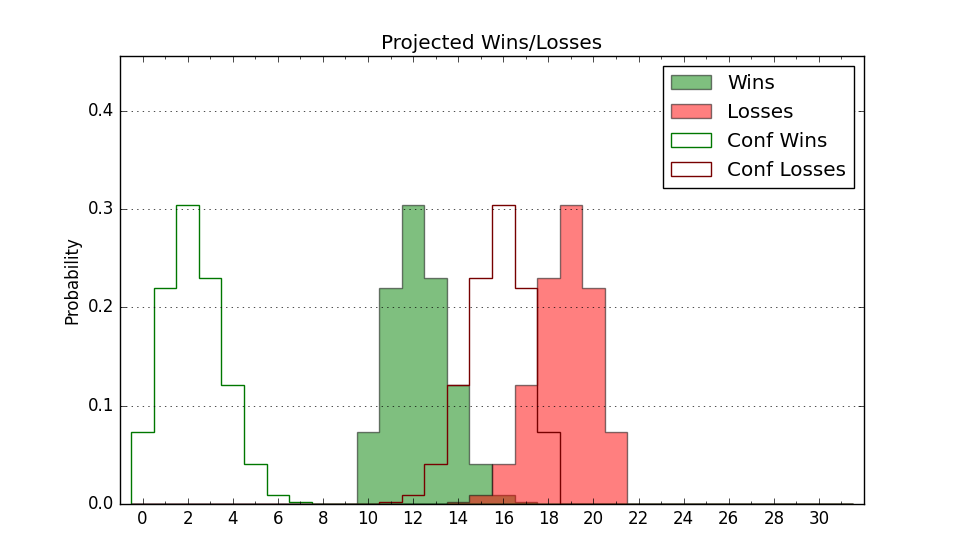 Projected Wins/Losses
Wins
Losses
Conf Wins
Conf Losses
Probability
0.4
0.3
0.2
0.1
0.0
0 2 4 6 8 10 12 14 16 18 20 22 24 26 28 30